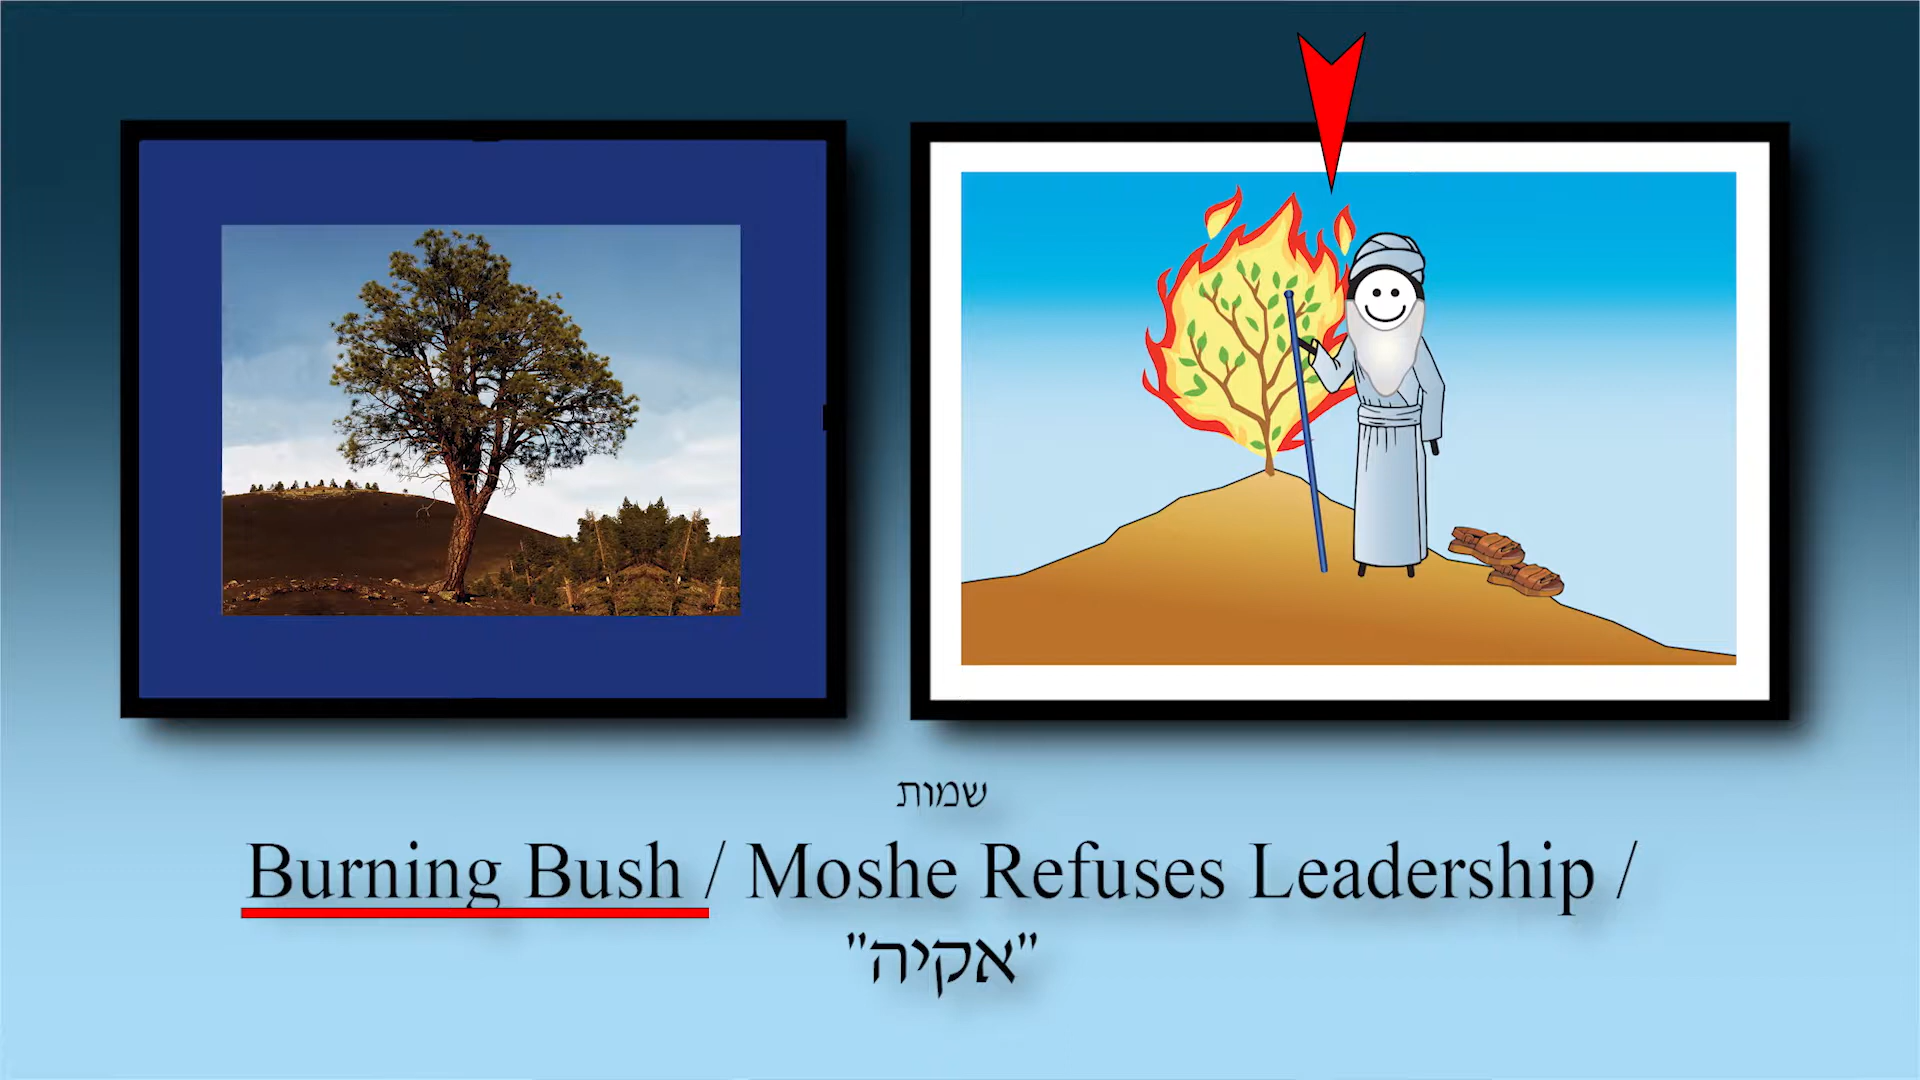 שמות
Burning Bush / Moshe Refuses Leadership /
"אקיה"